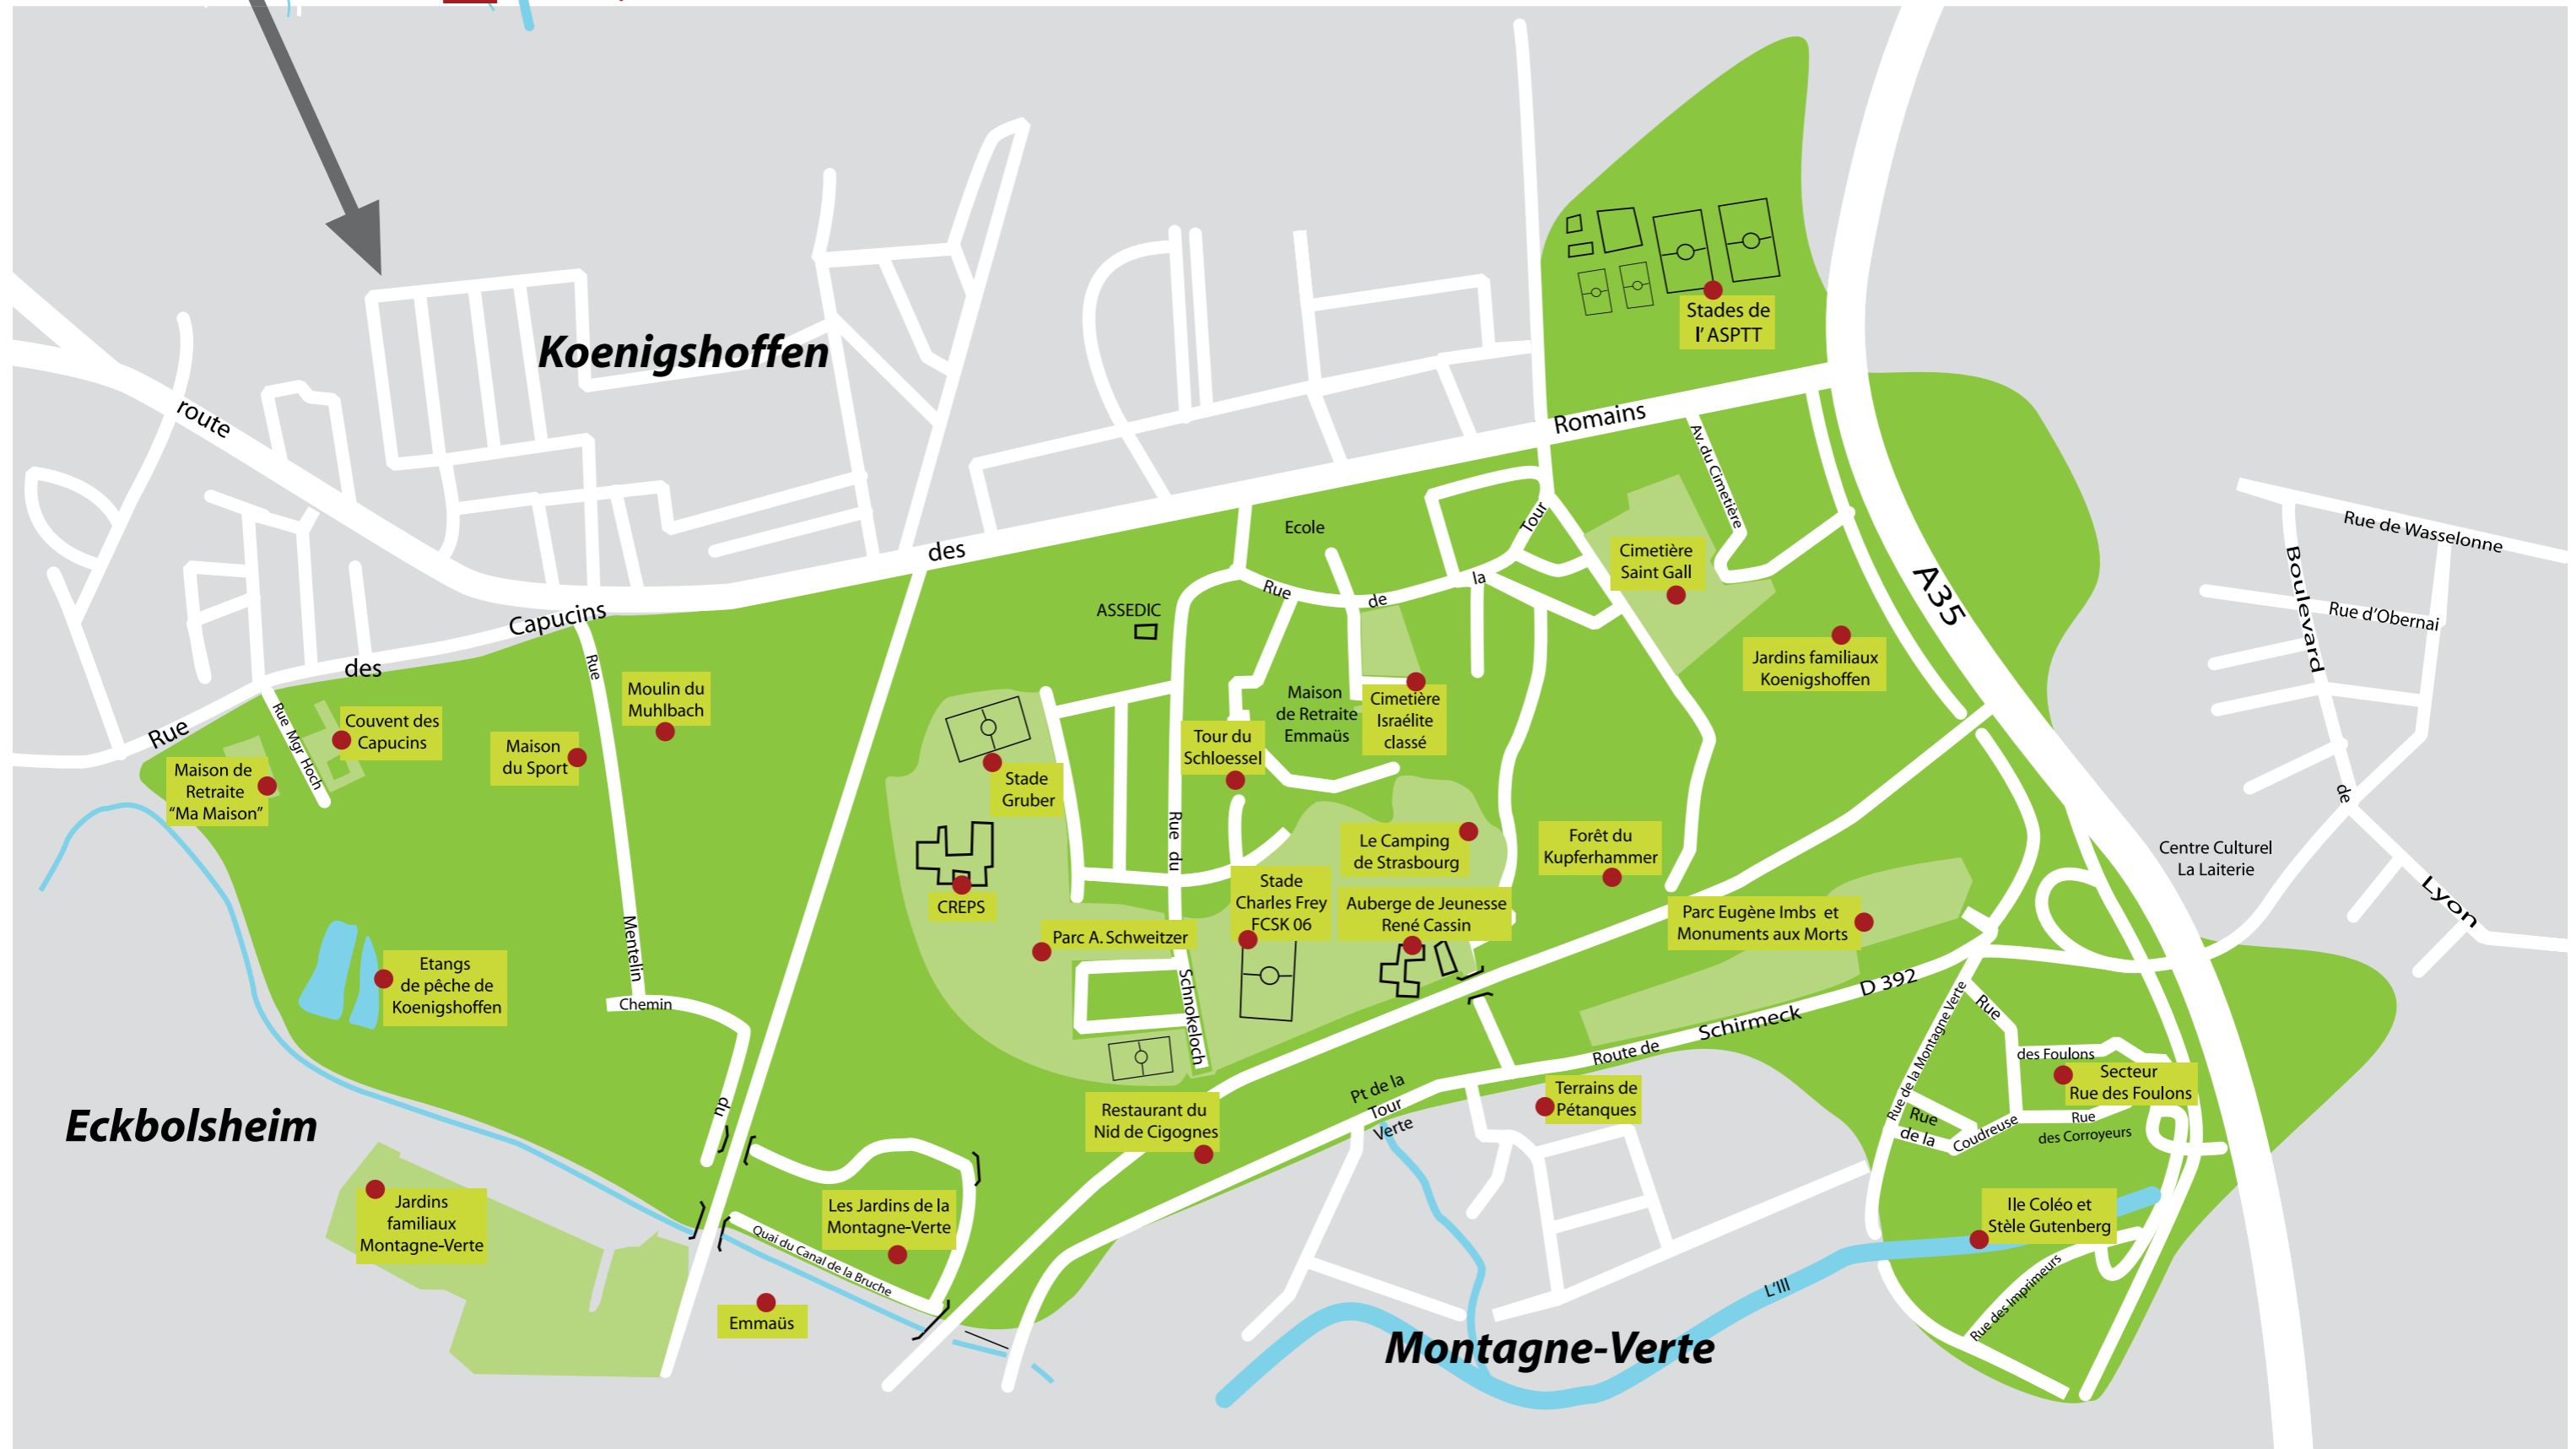 Koenigshoffen
Stades de
l'ASPTT
route
des
Romains
Av. du Cimetière
A35
Rue de Wasselonne
Boulevard
Rue d'Obernai
de
Lyon
Centre Culturel
La Laiterie
Ecole
Tour
la
de
Rue
ASSEDIC
Cimetière
Saint Gall
Jardins familiaux
Koenigshoffen
Capucins
des
Rue
Rue Mgr Hoch
Couvent des
Capucins
Maison de
Retraite
“Ma Maison”
Maison
du Sport
Rue
Mentelin
Chemin
du
Moulin du
Muhlbach
Maison
de Retraite
Emmaüs
Cimetière
Israélite
classé
Tour du
Schloessel
Stade
Gruber
CREPS
Rue du
Schnokeloch
Parc A. Schweitzer
Stade
Charles Frey
FCSK 06
Le Camping
de Strasbourg
Auberge de Jeunesse
René Cassin
Forêt du
Kupferhammer
Parc Eugène Imbs et
Monuments aux Morts
Etangs
de pêche de
Koenigshoffen
D 392
Schirmeck
Route de
Pt de la
Tour
Verte
Terrains de
Pétanques
Rue de la Montagne Verte
Rue
des Foulons
Secteur
Rue des Foulons
Rue
de la
Coudreuse
Rue
des Corroyeurs
Restaurant du
Nid de Cigognes
Eckbolsheim
Jardins
familiaux
Montagne-Verte
Les Jardins de la
Montagne-Verte
Quai du Canal de la Bruche
Emmaüs
Ile Coléo et
Stèle Gutenberg
Rue des Imprimeurs
L'Ill
Montagne-Verte